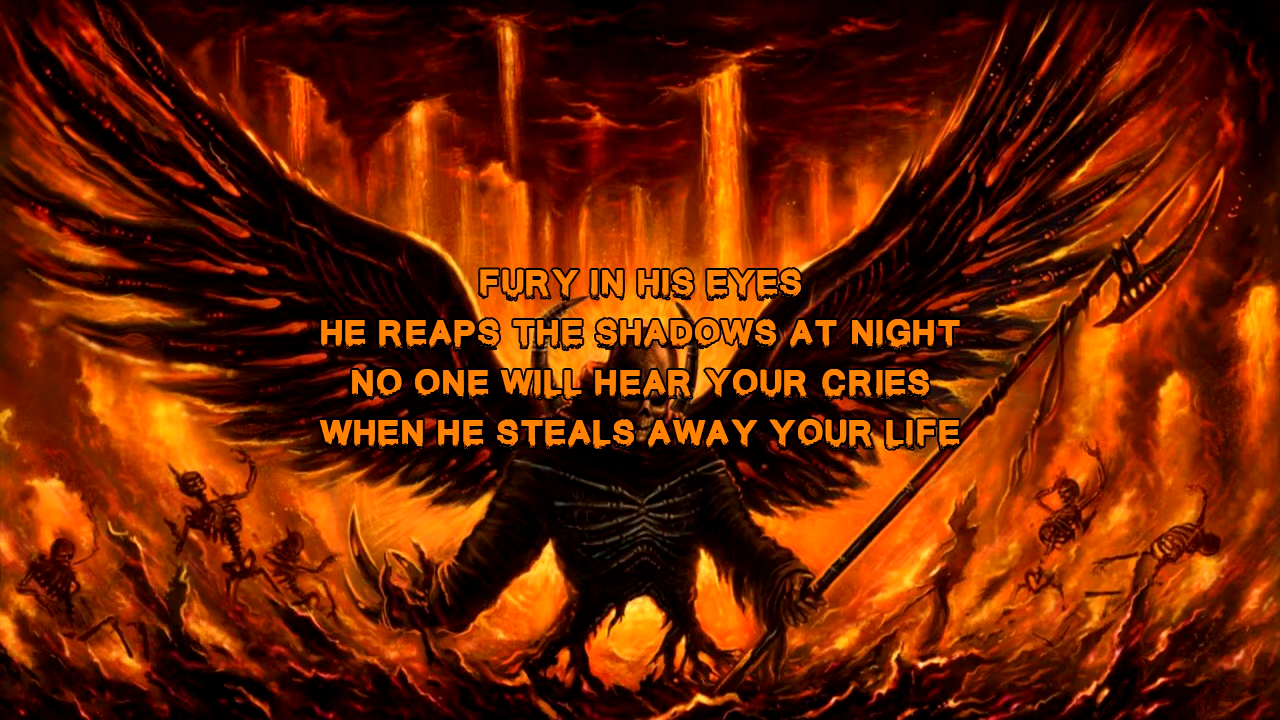 FURY IN HIS EYES
HE REAPS THE SHADOWS AT NIGHT
NO ONE WILL HEAR YOUR CRIES
WHEN HE STEALS AWAY YOUR LIFE